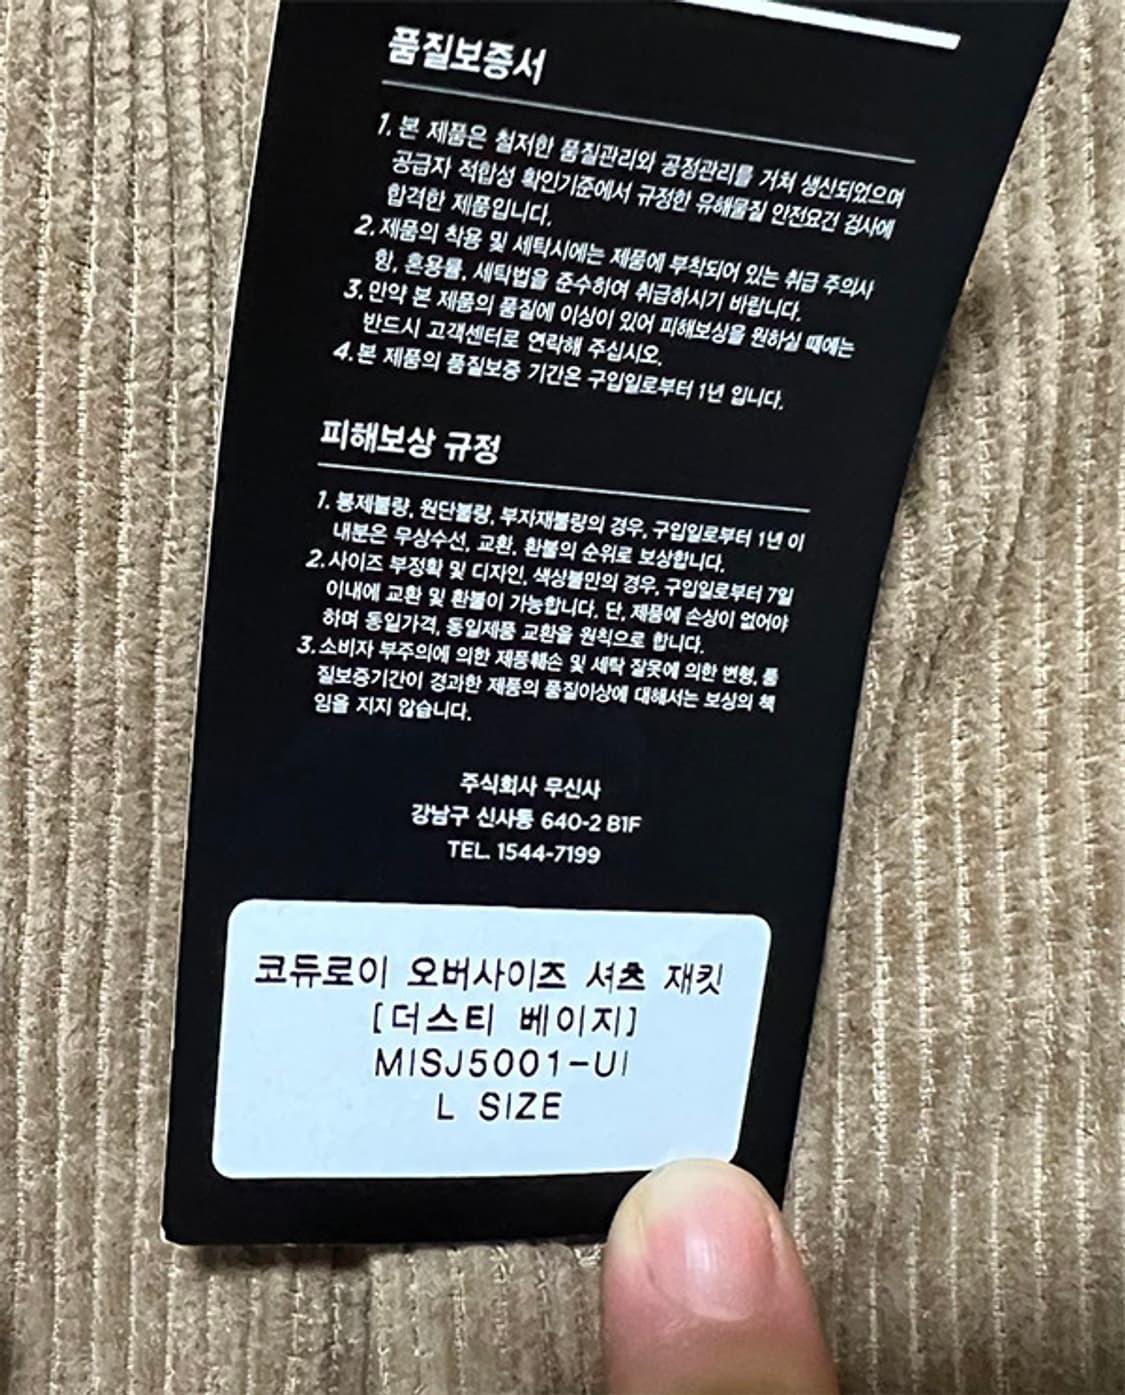 품질보증서
1. 본 제품은 철저한 품질관리와 공정관리를 거쳐 생산되었으며
공급자 적합성 확인기준에서 규정한 유해물질 안전요건 검사에
합격한 제품입니다.
2. 제품의 착용 및 세탁시에는 제품에 부착되어 있는 취급 주의사
항, 혼용률, 세탁법을 준수하여 취급하시기 바랍니다.
3. 만약 본 제품의 품질에 이상이 있어 피해보상을 원하실 때에는
반드시 고객센터로 연락해 주십시오.
4. 본 제품의 품질보증 기간은 구입일로부터 1년 입니다.
피해보상 규정
1. 봉제불량, 원단불량, 부자재불량의 경우, 구입일로부터 1년 이
내분은 무상수선, 교환, 환불의 순위로 보상합니다.
2. 사이즈 부정확 및 디자인, 색상불만의 경우, 구입일로부터 7일
이내에 교환 및 환불이 가능합니다. 단, 제품에 손상이 없어야
하며 동일가격, 동일제품 교환을 원칙으로 합니다.
3. 소비자 부주의에 의한 제품훼손 및 세탁 잘못에 의한 변형, 품
질보증기간이 경과한 제품의 품질이상에 대해서는 보상의 책
임을 지지 않습니다.
주식회사 무신사
강남구 신사동 640-2 B1F
TEL. 1544-7199
코듀로이 오버사이즈 셔츠 재킷
[더스티 베이지]
MISJ5001-UI
L SIZE